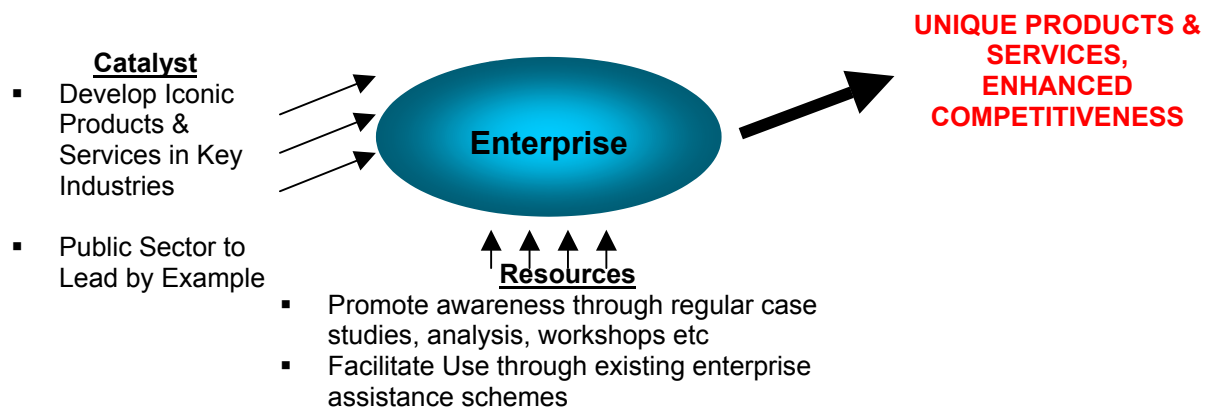 Catalyst
▪ Develop Iconic
Products &
Services in Key
Industries
▪ Public Sector to
Lead by Example
Enterprise
UNIQUE PRODUCTS &
SERVICES,
ENHANCED
COMPETITIVENESS
Resources
▪ Promote awareness through regular case
studies, analysis, workshops etc
▪ Facilitate Use through existing enterprise
assistance schemes